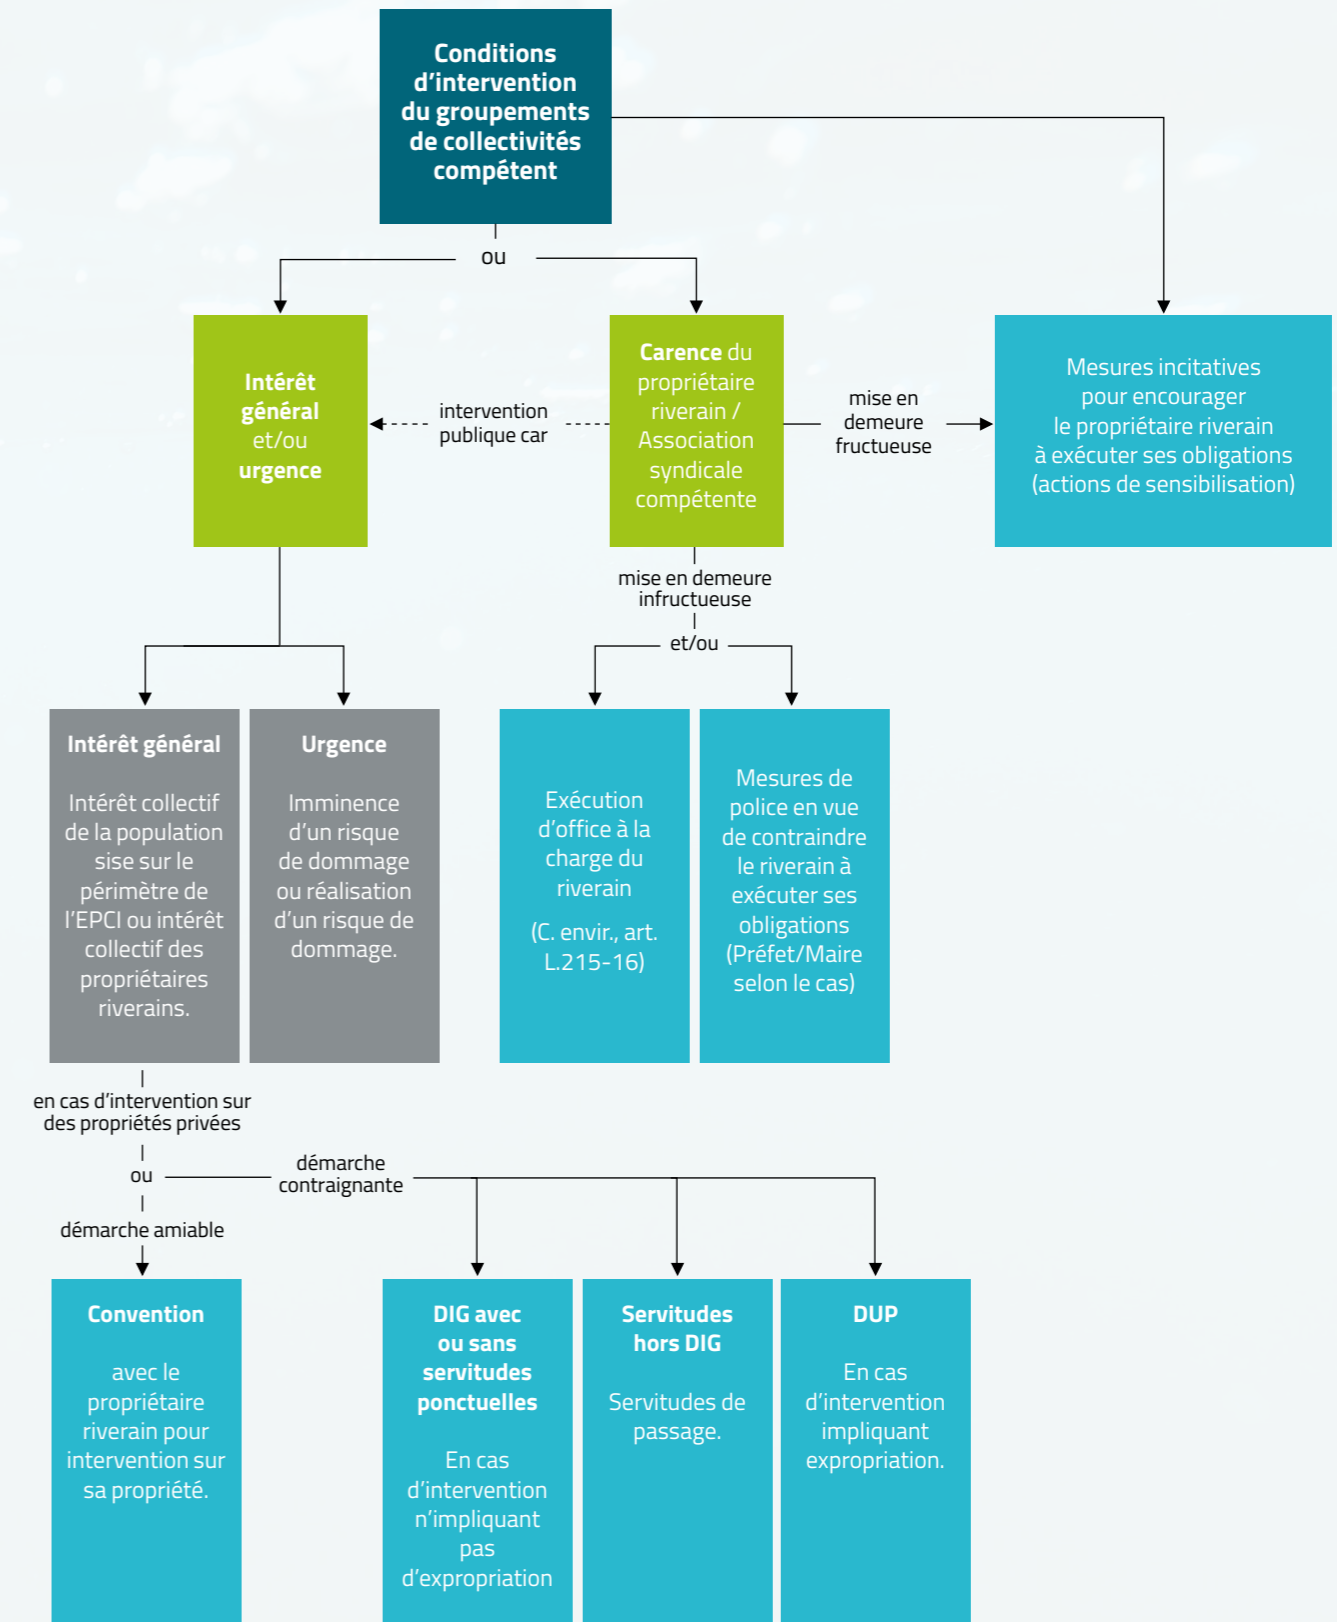 Conditions
d'intervention
du groupements
de collectivités
compétent
ou
Intérêt
général
et/ou
urgence
intervention
publique car
Carence du
propriétaire
riverain /
Association
syndicale
compétente
mise en
demeure
fructueuse
Mesures incitatives
pour encourager
le propriétaire riverain
à exécuter ses obligations
(actions de sensibilisation)
mise en demeure
infructueuse
et/ou
Intérêt général
Intérêt collectif
de la population
sise sur le
périmètre de
l'EPCI ou intérêt
collectif des
propriétaires
riverains.
Urgence
Imminence
d'un risque
de dommage
ou réalisation
d'un risque de
dommage.
Exécution
d'office à la
charge du
riverain
(C. envir., art.
L.215-16)
Mesures de
police en vue
de contraindre
le riverain à
exécuter ses
obligations
(Préfet/Maire
selon le cas)
en cas d'intervention sur
des propriétés privées
ou
démarche
contraignante
démarche amiable
Convention
avec le
propriétaire
riverain pour
intervention sur
sa propriété.
DIG avec
ou sans
servitudes
ponctuelles
En cas
d'intervention
n'impliquant
pas
d'expropriation
Servitudes
hors DIG
Servitudes de
passage.
DUP
En cas
d'intervention
impliquant
expropriation.